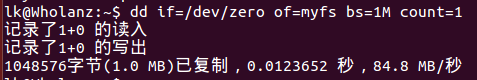 lk@Wholanz:~$ dd if=/dev/zero of=myfs bs=1M count=1
记录了1+0 的读入
记录了1+0 的写出
1048576字节(1.0 MB)已复制，0.0123652 秒，84.8 MB/秒
lk@Wholanz:~$